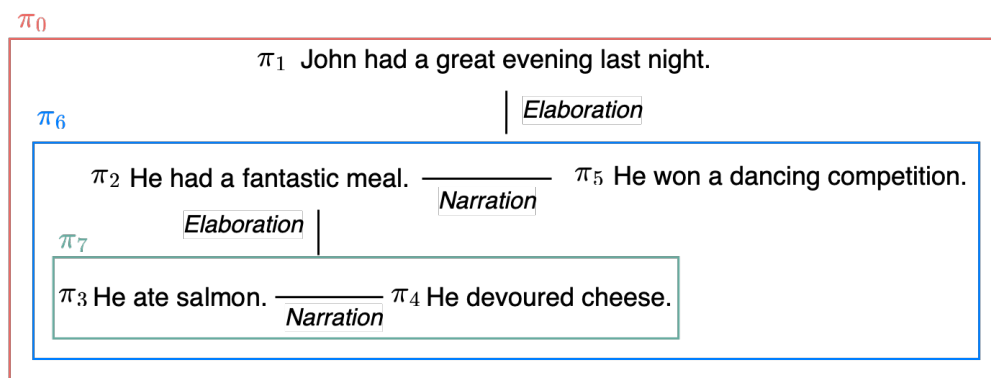 π0
π1 John had a great evening last night.
Elaboration
π6
π2 He had a fantastic meal. π5 He won a dancing competition.
Narration
Elaboration
π7
π3 He ate salmon. π4 He devoured cheese.
Narration